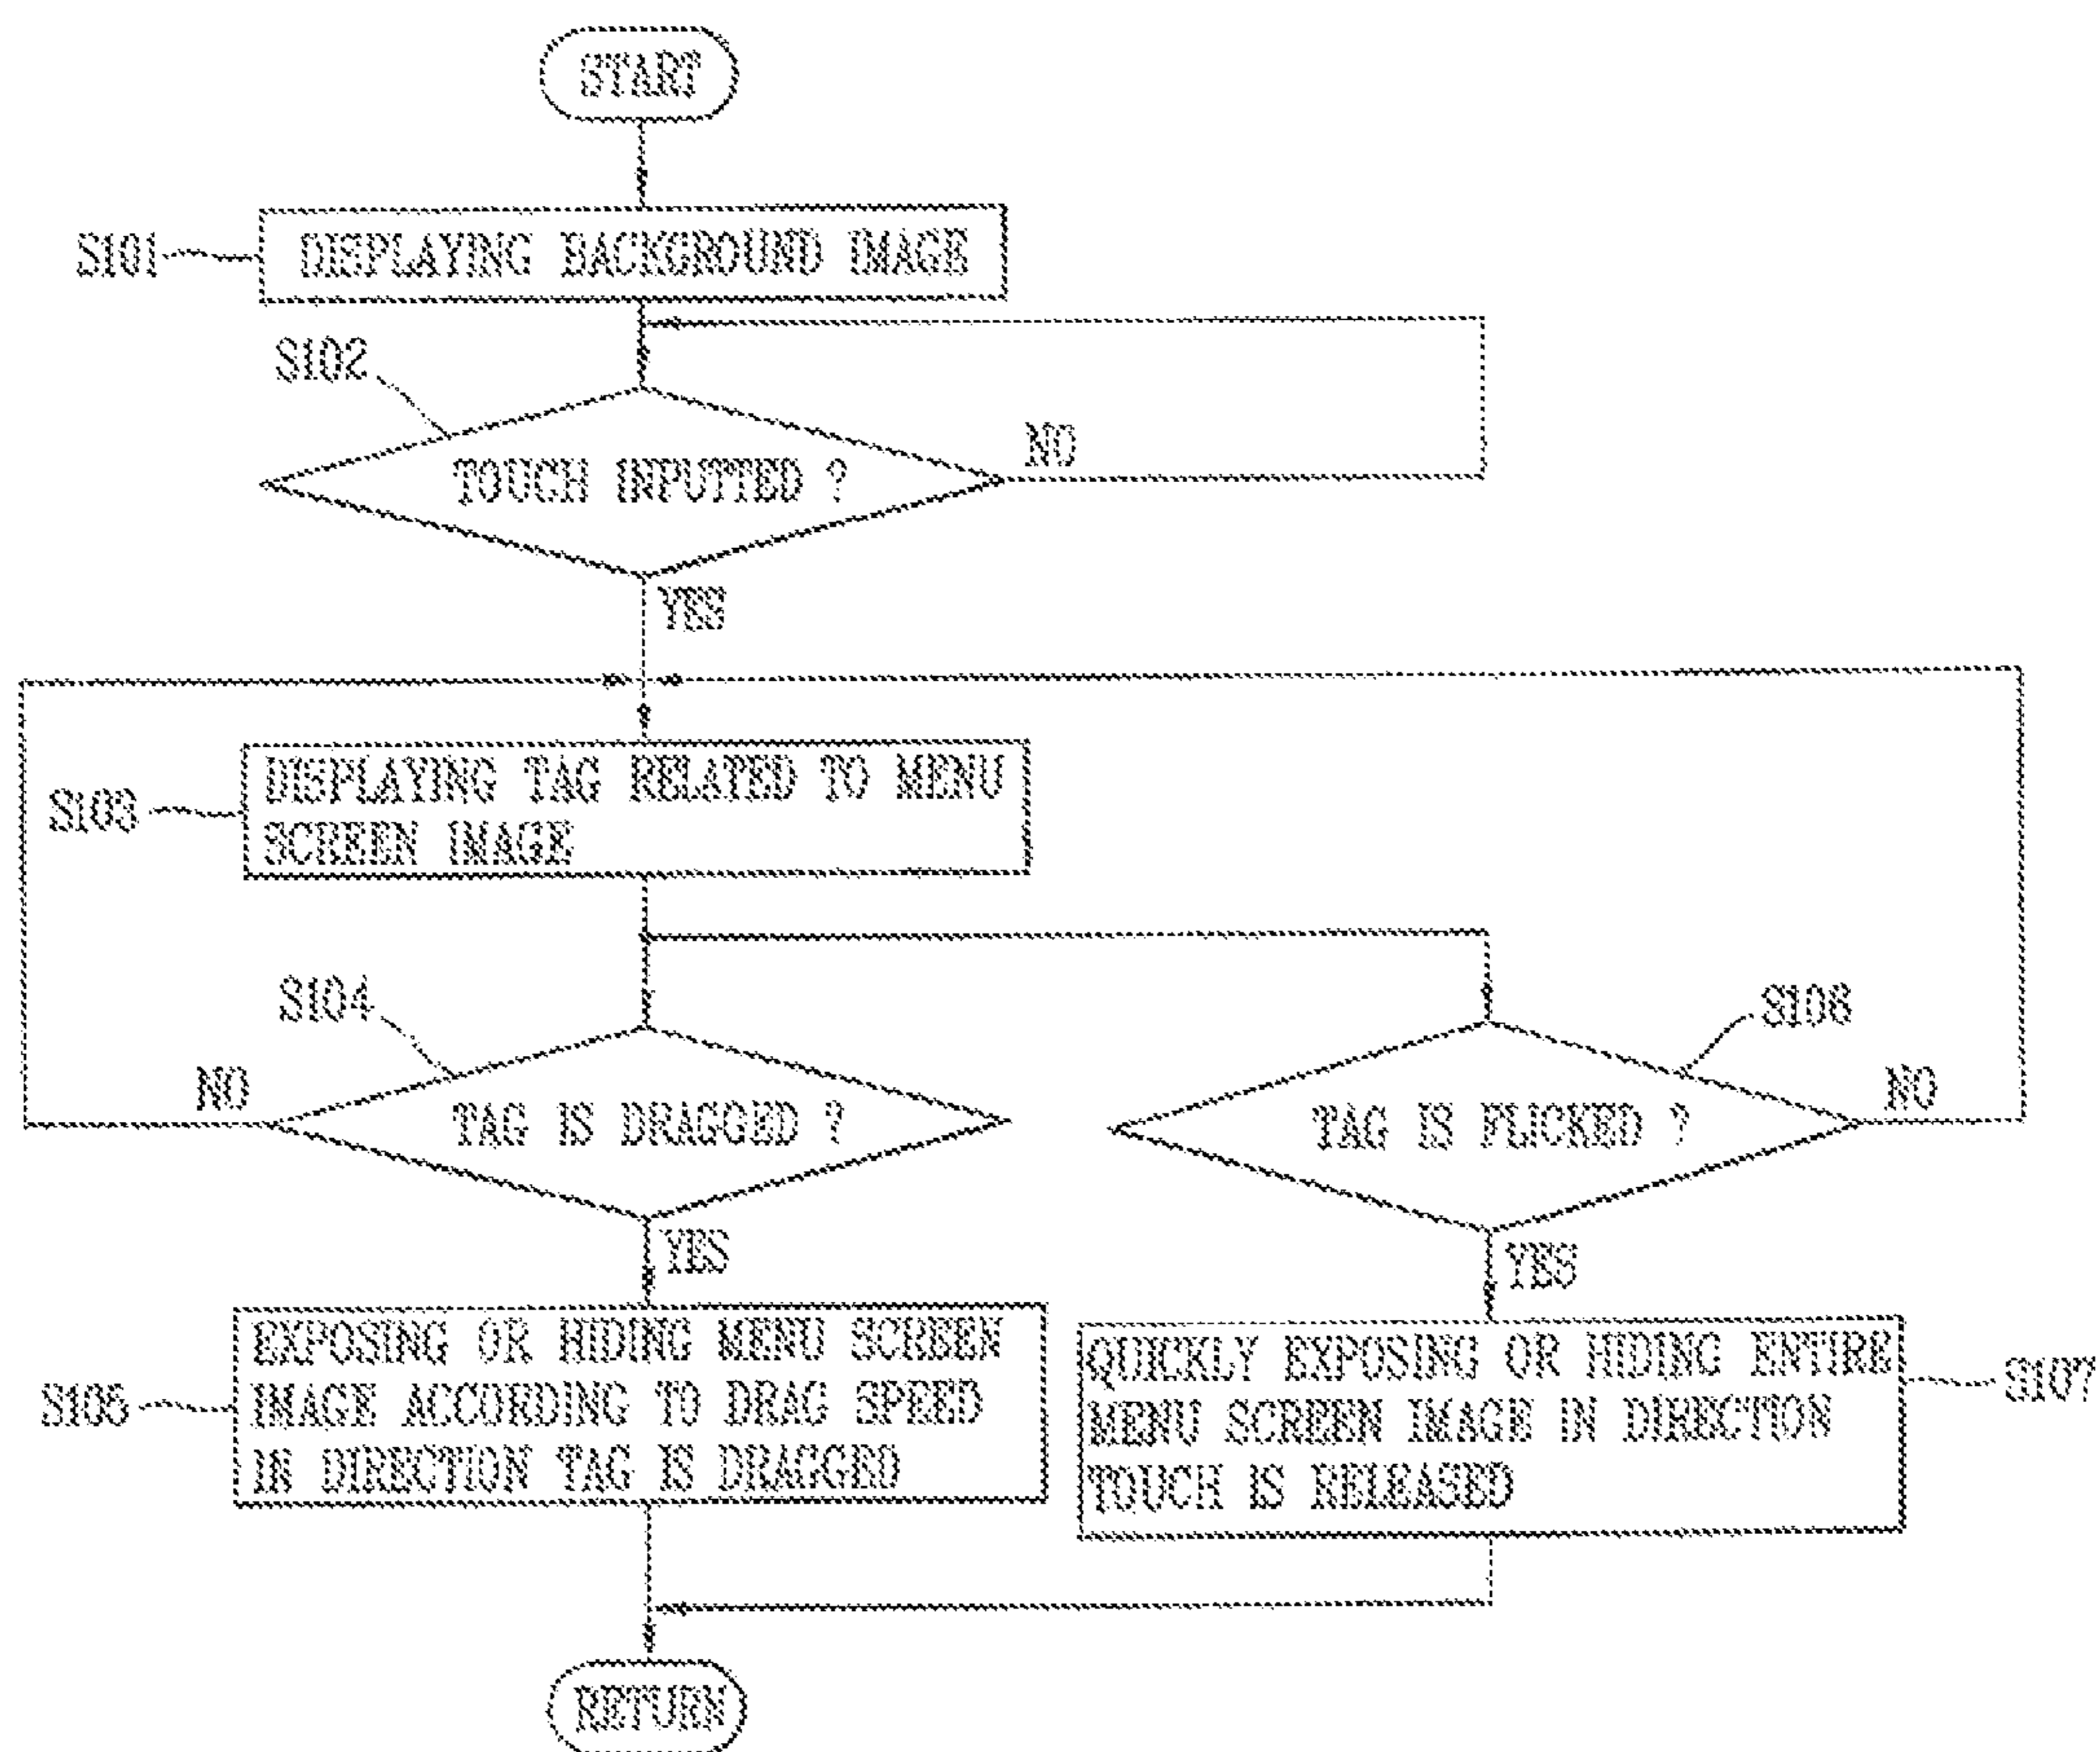 START
S101
DISPLAYING BACKGROUND IMAGE
S102
TOUCH INPUTTED ?
NO
YES
S103
DISPLAYING TAG RELATED TO MENU
SCREEN IMAGE
S104
TAG IS DRAGGED ?
NO
YES
S106
TAG IS FLICKED ?
NO
YES
S105
EXPOSING OR HIDING MENU SCREEN
IMAGE ACCORDING TO DRAG SPEED
IN DIRECTION TAG IS DRAGGED
QUICKLY EXPOSING OR HIDING ENTIRE
MENU SCREEN IMAGE IN DIRECTION
TOUCH IS RELEASED
S107
RETURN